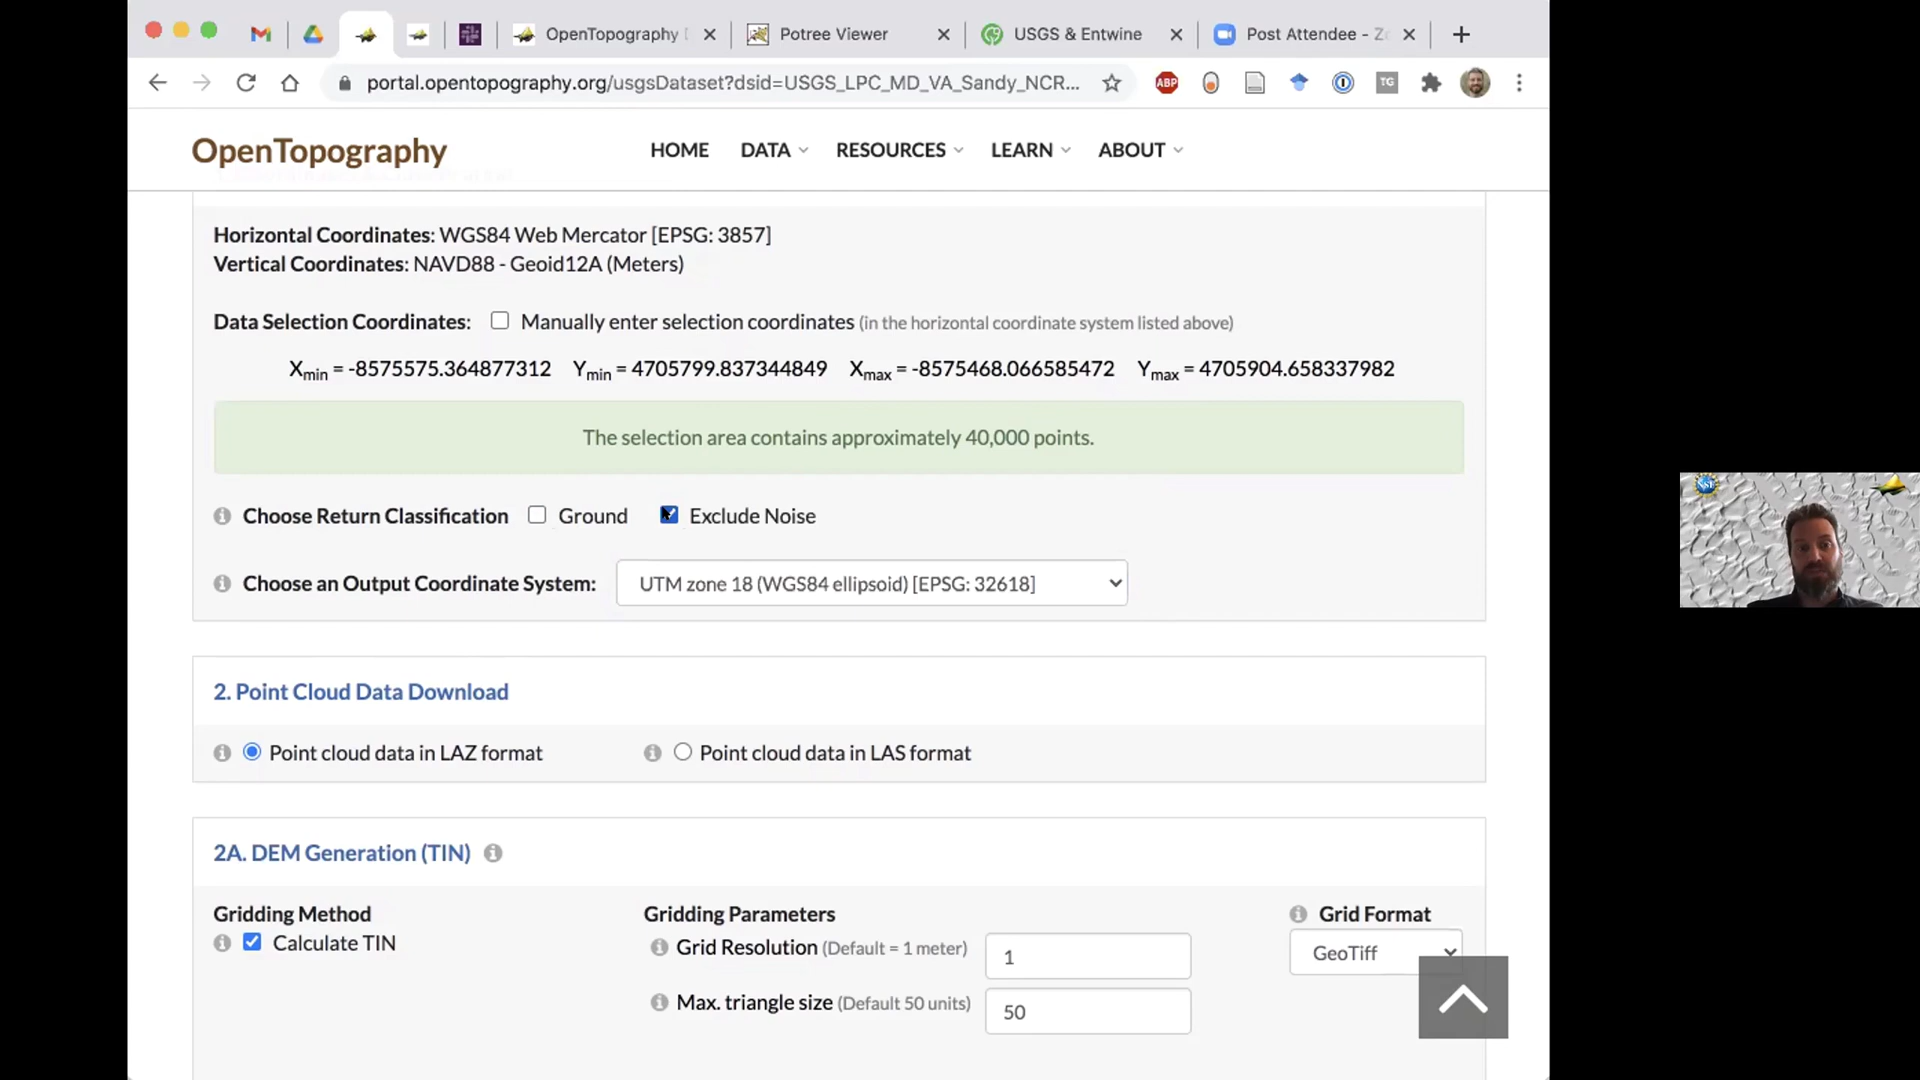 OpenTopography
Potree Viewer
USGS & Entwine
Post Attendee - Zo
portal.opentopography.org/usgsDataset?dsid=USGS_LPC_MD_VA_Sandy_NCR...
ABP
TG
OpenTopography
HOME DATA RESOURCES LEARN ABOUT
Horizontal Coordinates: WGS84 Web Mercator [EPSG: 3857]
Vertical Coordinates: NAVD88 - Geoid12A (Meters)
Data Selection Coordinates: Manually enter selection coordinates (in the horizontal coordinate system listed above)
Xmin = -8575575.364877312 Ymin = 4705799.837344849 Xmax = -8575468.066585472 Ymax = 4705904.658337982
The selection area contains approximately 40,000 points.
Choose Return Classification Ground Exclude Noise
Choose an Output Coordinate System: UTM zone 18 (WGS84 ellipsoid) [EPSG: 32618]
2. Point Cloud Data Download
Point cloud data in LAZ format Point cloud data in LAS format
2A. DEM Generation (TIN)
Gridding Method Gridding Parameters Grid Format
Calculate TIN Grid Resolution (Default = 1 meter) 1 GeoTiff
Max. triangle size (Default 50 units) 50
NSF